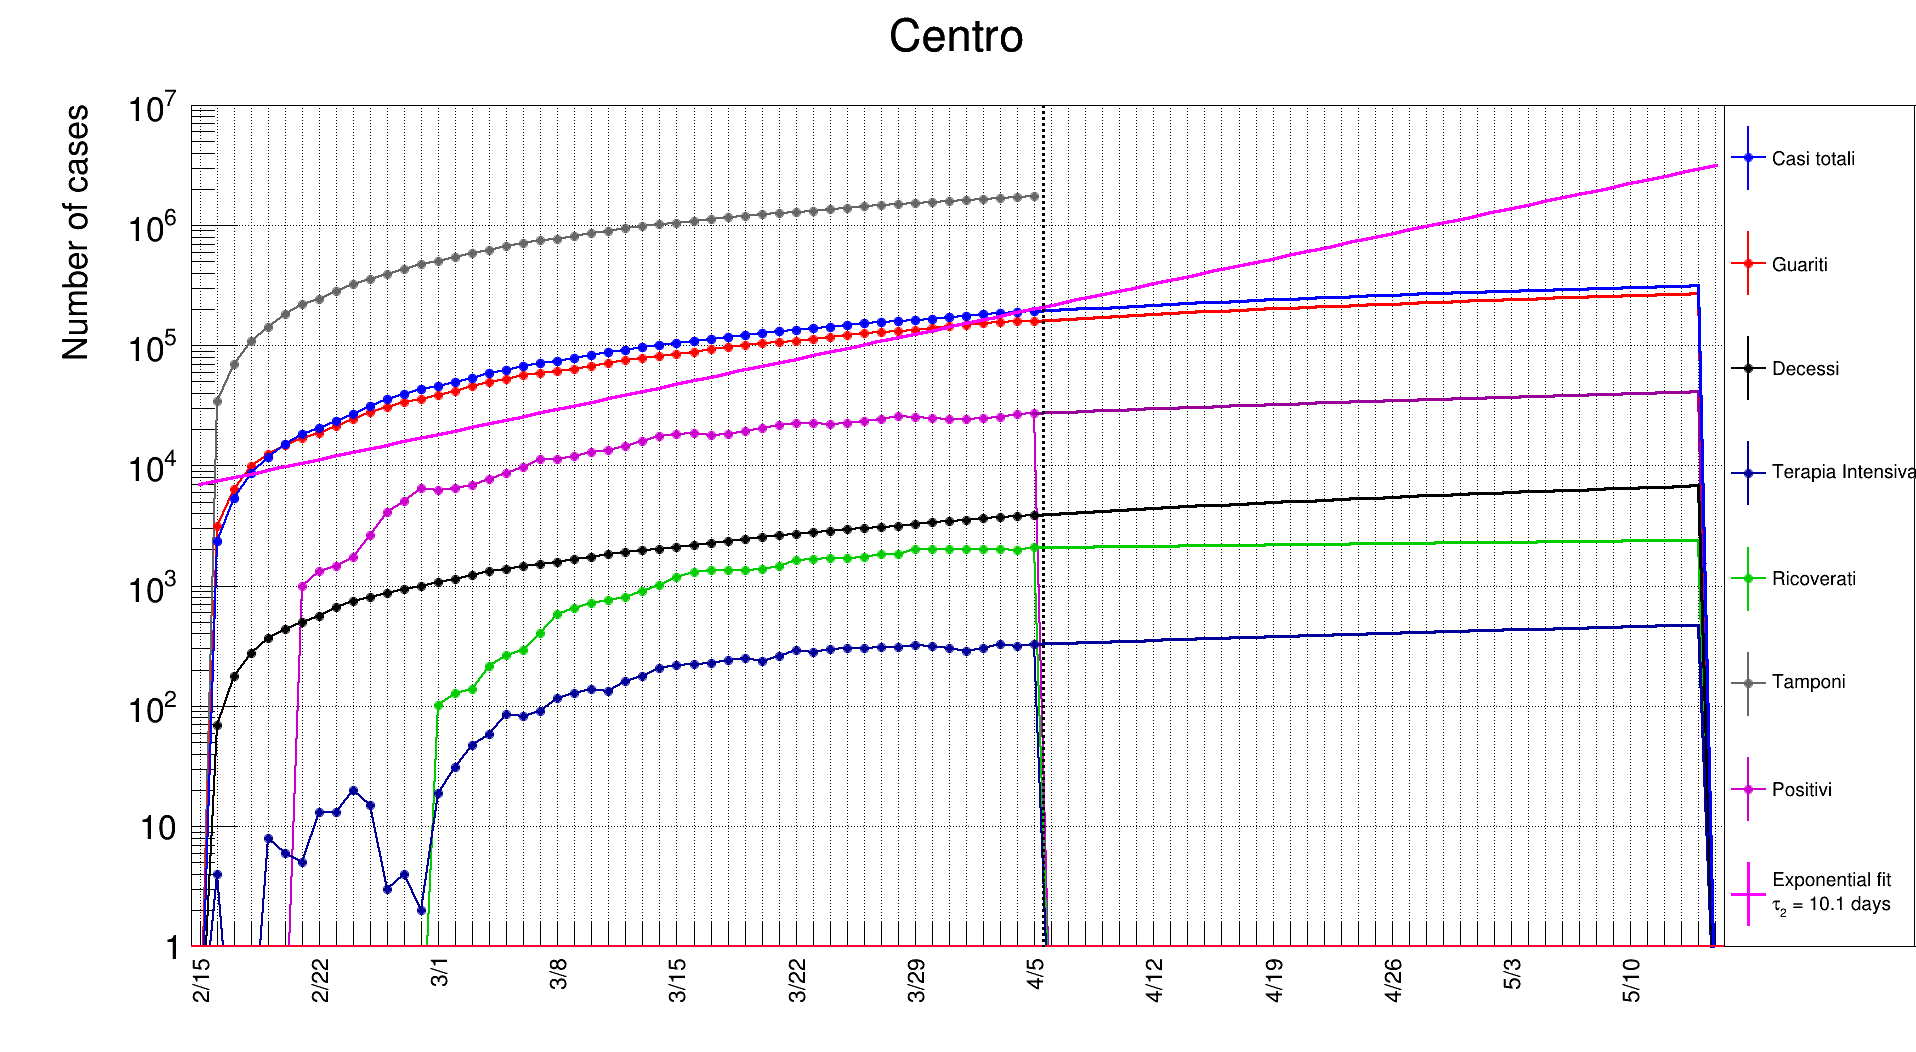 Centro
Number of cases
10^7
10^6
10^5
10^4
10^3
10^2
10
1
2/15
2/22
3/1
3/8
3/15
3/22
3/29
4/5
4/12
4/19
4/26
5/3
5/10
Casi totali
Guariti
Decessi
Terapia Intensiva
Ricoverati
Tamponi
Positivi
Exponential fit
τ₂ = 10.1 days